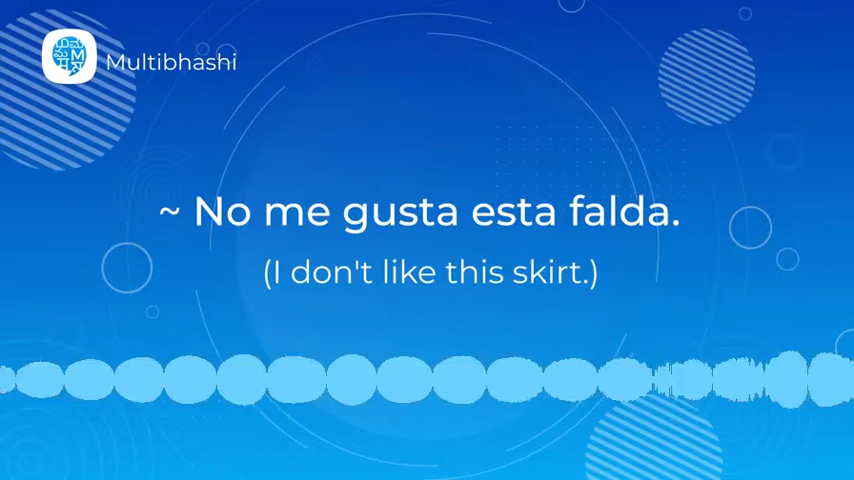 Multibhashi
~ No me gusta esta falda.
(I don't like this skirt.)